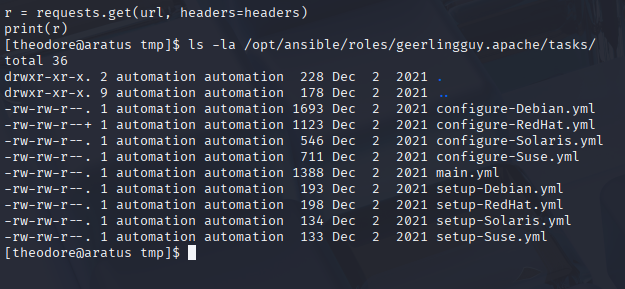 r = requests.get(url, headers=headers)
print(r)
[theodore@aratus tmp]$ ls -la /opt/ansible/roles/geerlingguy.apache/tasks/
total 36
drwxr-xr-x. 2 automation automation  228 Dec  2  2021 .
drwxr-xr-x. 9 automation automation  178 Dec  2  2021 ..
-rw-rw-r--. 1 automation automation 1693 Dec  2  2021 configure-Debian.yml
-rw-rw-r--+ 1 automation automation 1123 Dec  2  2021 configure-RedHat.yml
-rw-rw-r--. 1 automation automation  546 Dec  2  2021 configure-Solaris.yml
-rw-rw-r--. 1 automation automation  711 Dec  2  2021 configure-Suse.yml
-rw-rw-r--. 1 automation automation 1388 Dec  2  2021 main.yml
-rw-rw-r--. 1 automation automation  193 Dec  2  2021 setup-Debian.yml
-rw-rw-r--. 1 automation automation  198 Dec  2  2021 setup-RedHat.yml
-rw-rw-r--. 1 automation automation  134 Dec  2  2021 setup-Solaris.yml
-rw-rw-r--. 1 automation automation  133 Dec  2  2021 setup-Suse.yml
[theodore@aratus tmp]$